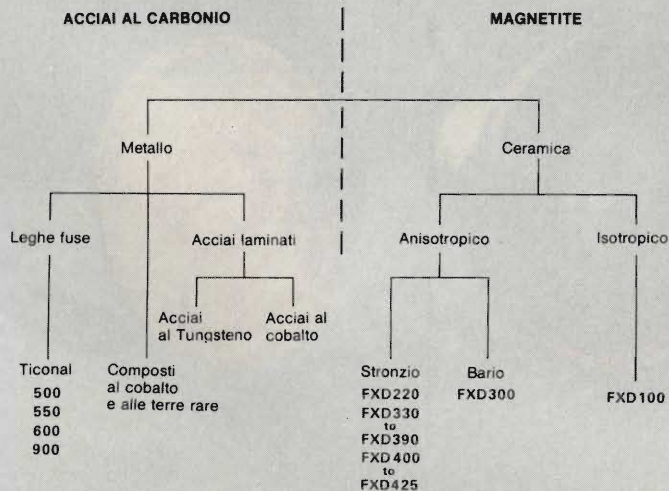 ACCIAI AL CARBONIO
MAGNETITE
Metallo
Ceramica
Leghe fuse
Acciai laminati
Anisotropico
Isotropico
Acciai
al Tungsteno
Acciai al
cobalto
Ticonal
500
550
600
900
Composti
al cobalto
e alle terre rare
Stronzio
FXD220
FXD330
to
FXD390
FXD400
to
FXD425
Bario
FXD300
FXD100